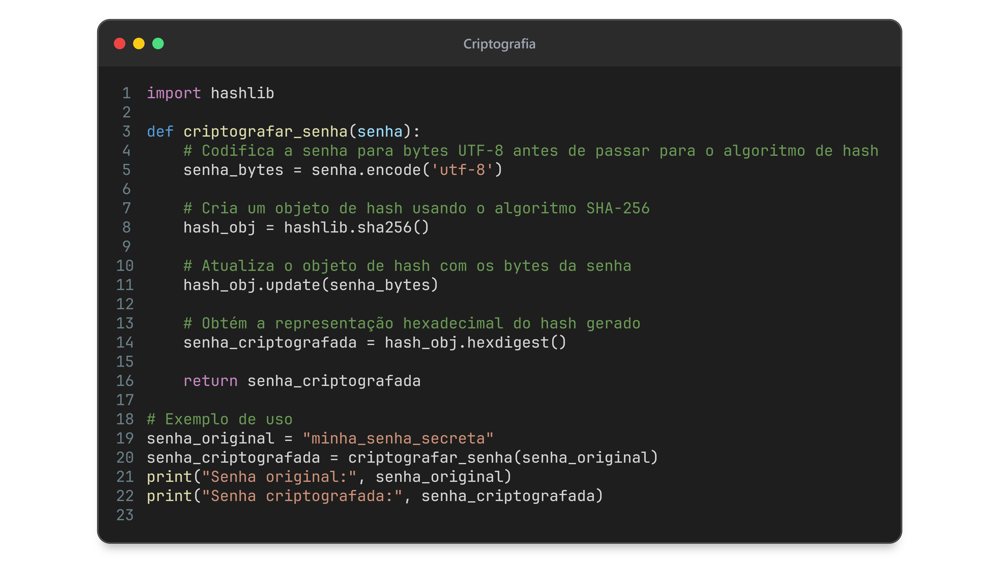 Criptografia
1 import hashlib
2
3 def criptografar_senha(senha):
4     # Codifica a senha para bytes UTF-8 antes de passar para o algoritmo de hash
5     senha_bytes = senha.encode('utf-8')
6
7     # Cria um objeto de hash usando o algoritmo SHA-256
8     hash_obj = hashlib.sha256()
9
10     # Atualiza o objeto de hash com os bytes da senha
11     hash_obj.update(senha_bytes)
12
13     # Obtém a representação hexadecimal do hash gerado
14     senha_criptografada = hash_obj.hexdigest()
15
16     return senha_criptografada
17
18 # Exemplo de uso
19 senha_original = "minha_senha_secreta"
20 senha_criptografada = criptografar_senha(senha_original)
21 print("Senha original:", senha_original)
22 print("Senha criptografada:", senha_criptografada)
23